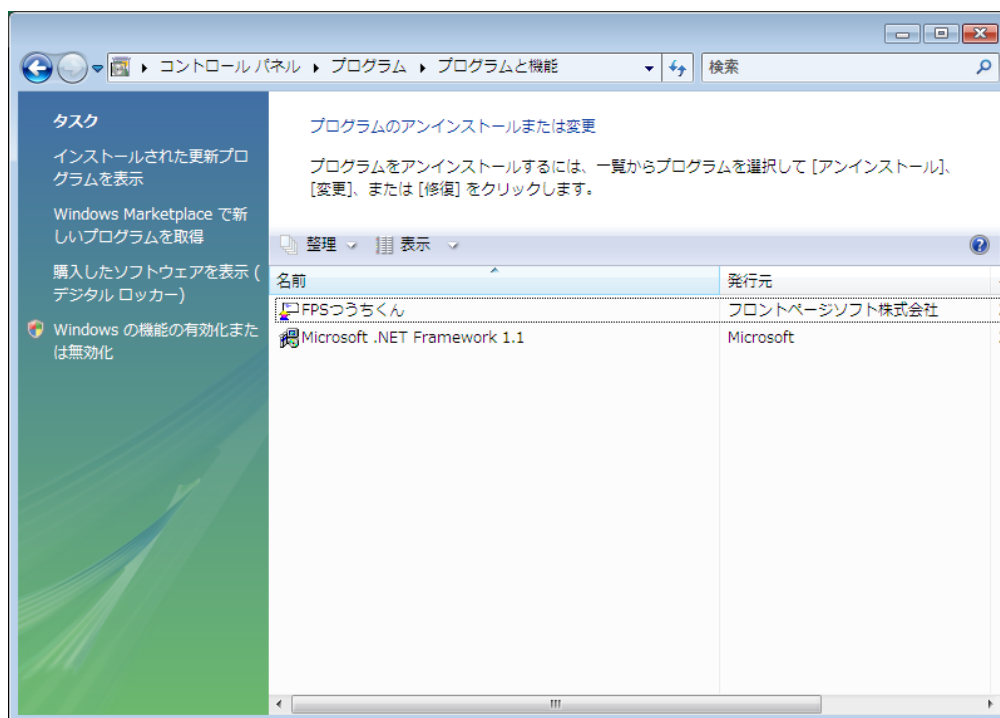 コントロール パネル ▸ プログラム ▸ プログラムと機能
検索
タスク
インストールされた更新プロ
グラムを表示
Windows Marketplace で新
しいプログラムを取得
購入したソフトウェアを表示 (
デジタル ロッカー)
Windows の機能の有効化また
は無効化
プログラムのアンインストールまたは変更
プログラムをアンインストールするには、一覧からプログラムを選択して [アンインストール]、
[変更]、または [修復] をクリックします。
整理 表示
名前 発行元
FPSつうちくん フロントページソフト株式会社
Microsoft .NET Framework 1.1 Microsoft